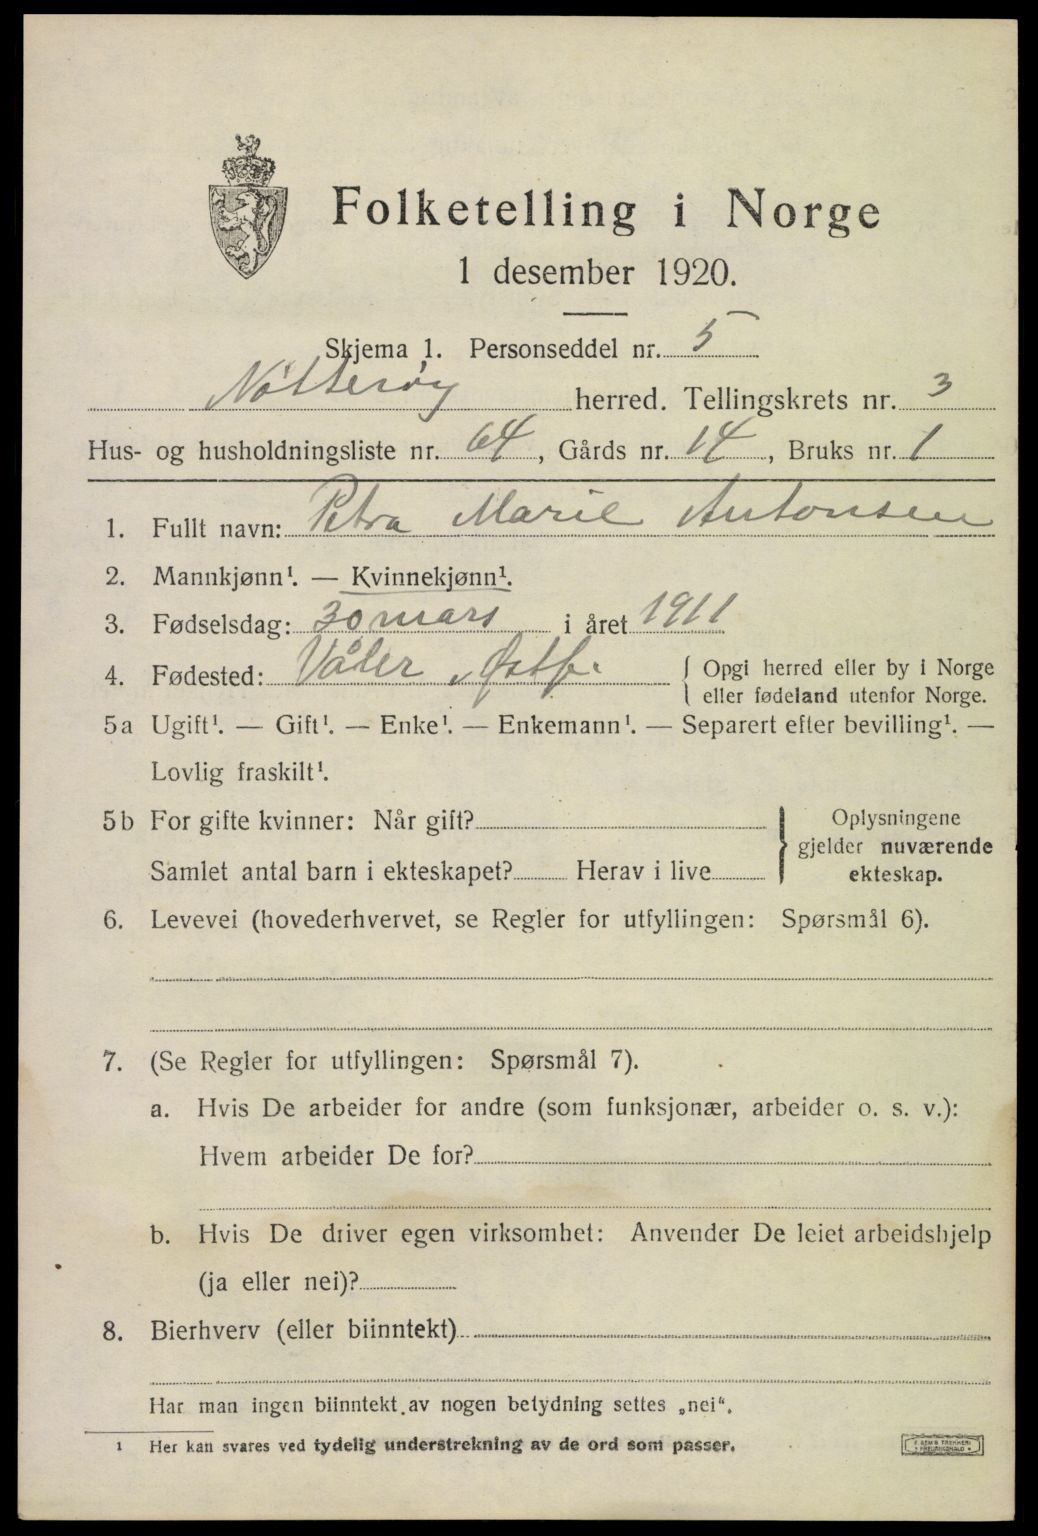 Folketelling i Norge
1 desember 1920.
Skjema 1. Personseddel nr. 5
Nøtterøy herred. Tellingskrets nr. 3
Hus- og husholdningsliste nr. 64, Gårds nr. 14, Bruks nr. 1
1. Fullt navn: Petra Marie Antonsen
2. Mannkjønn¹. — Kvinnekjønn¹.
3. Fødselsdag: 30 mars i året 1911
4. Fødested: Våler, Østf. { Opgi herred eller by i Norge
eller fødeland utenfor Norge.
5a Ugift¹. — Gift¹. — Enke¹. — Enkemann¹. — Separert efter bevilling¹. —
Lovlig fraskilt¹.
5b For gifte kvinner: Når gift? } Oplysningene
gjelder nuværende
Samlet antal barn i ekteskapet? Herav i live
ekteskap.
6. Levevei (hovederhvervet, se Regler for utfyllingen: Spørsmål 6).
7. (Se Regler for utfyllingen: Spørsmål 7).
a. Hvis De arbeider for andre (som funksjonær, arbeider o. s. v.):
Hvem arbeider De for?
b. Hvis De driver egen virksomhet: Anvender De leiet arbeidshjelp
(ja eller nei)?
8. Bierhverv (eller biinntekt)
Har man ingen biinntekt av nogen betydning settes „nei“.
¹ Her kan svares ved tydelig understrekning av de ord som passer.